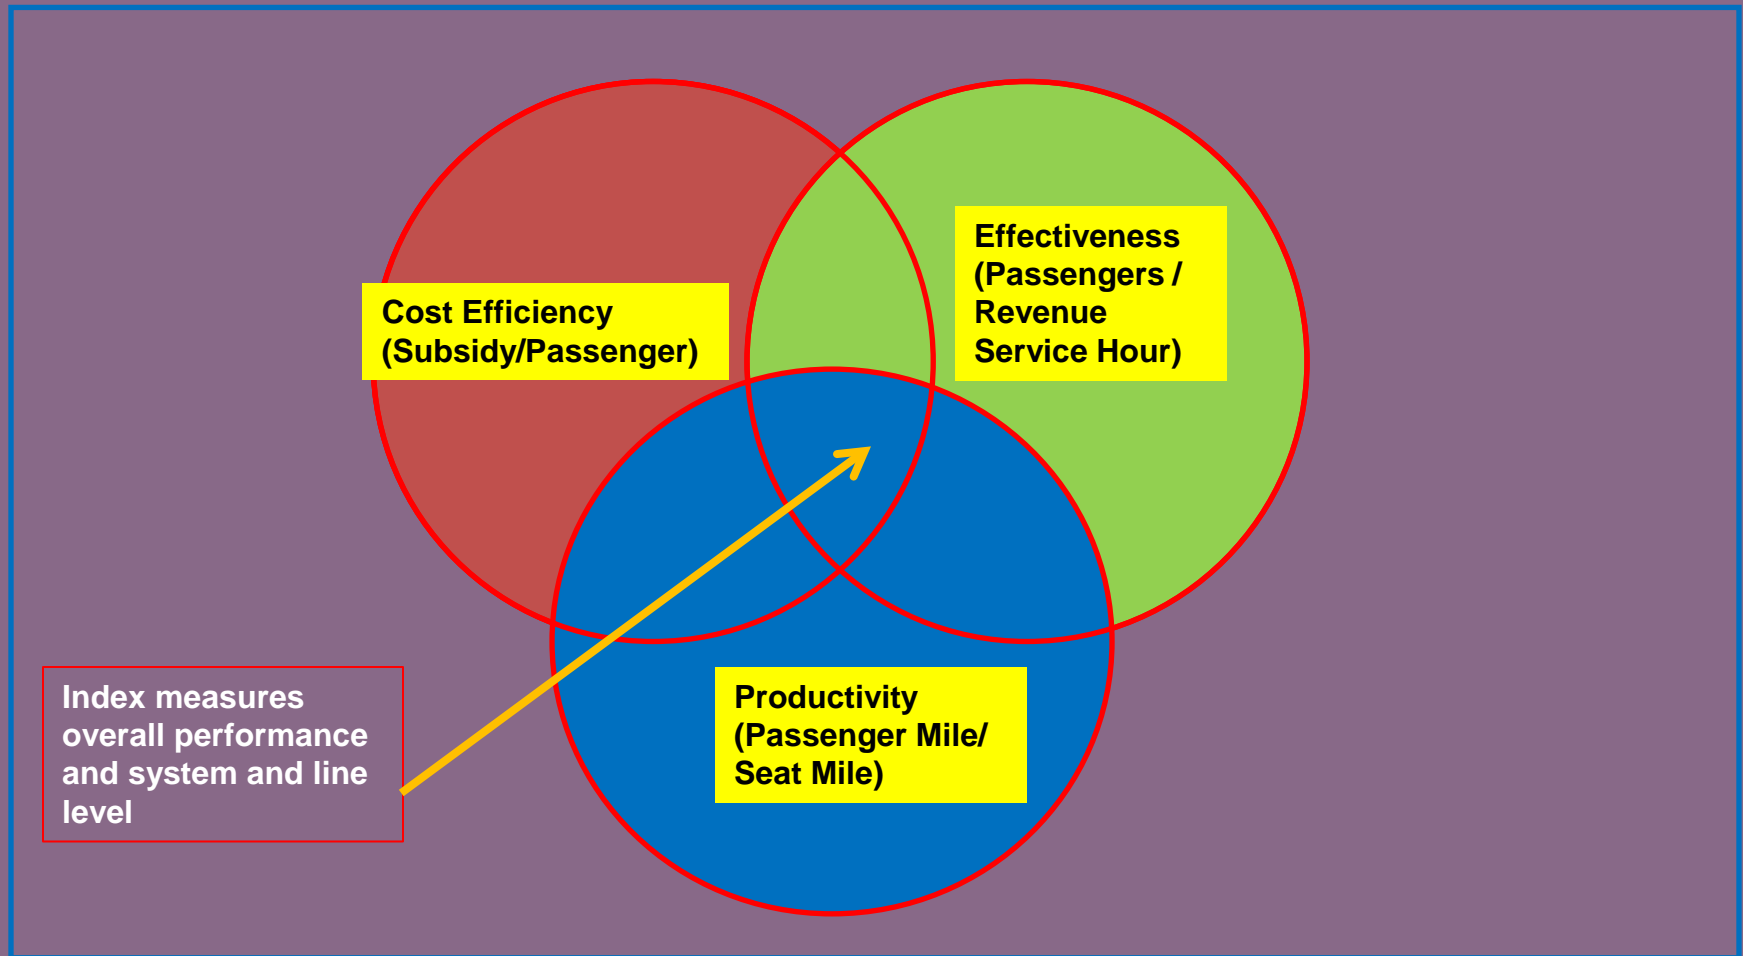 Effectiveness
(Passengers /
Revenue
Service Hour)
Cost Efficiency
(Subsidy/Passenger)
Index measures
overall performance
and system and line
level
Productivity
(Passenger Mile/
Seat Mile)